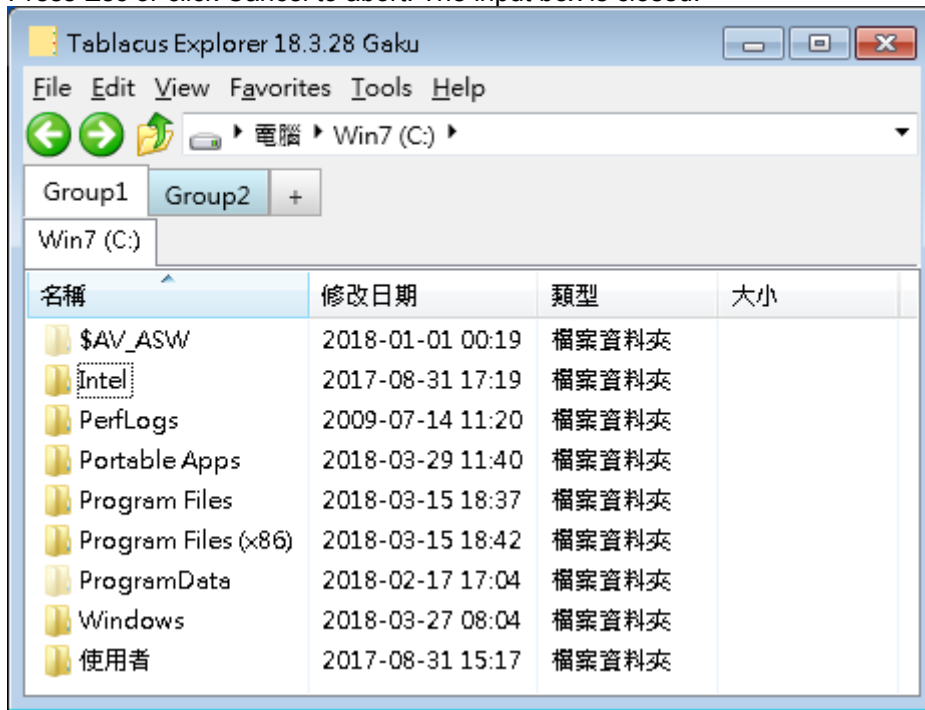 Press Esc or click Cancel to abort. The input box is closed.
Tablacus Explorer 18.3.28 Gaku
File Edit View Favorites Tools Help
電腦 Win7 (C:)
Group1 Group2 +
Win7 (C:)
名稱 修改日期 類型 大小
$AV_ASW 2018-01-01 00:19 檔案資料夾
Intel 2017-08-31 17:19 檔案資料夾
PerfLogs 2009-07-14 11:20 檔案資料夾
Portable Apps 2018-03-29 11:40 檔案資料夾
Program Files 2018-03-15 18:37 檔案資料夾
Program Files (x86) 2018-03-15 18:42 檔案資料夾
ProgramData 2018-02-17 17:04 檔案資料夾
Windows 2018-03-27 08:04 檔案資料夾
使用者 2017-08-31 15:17 檔案資料夾